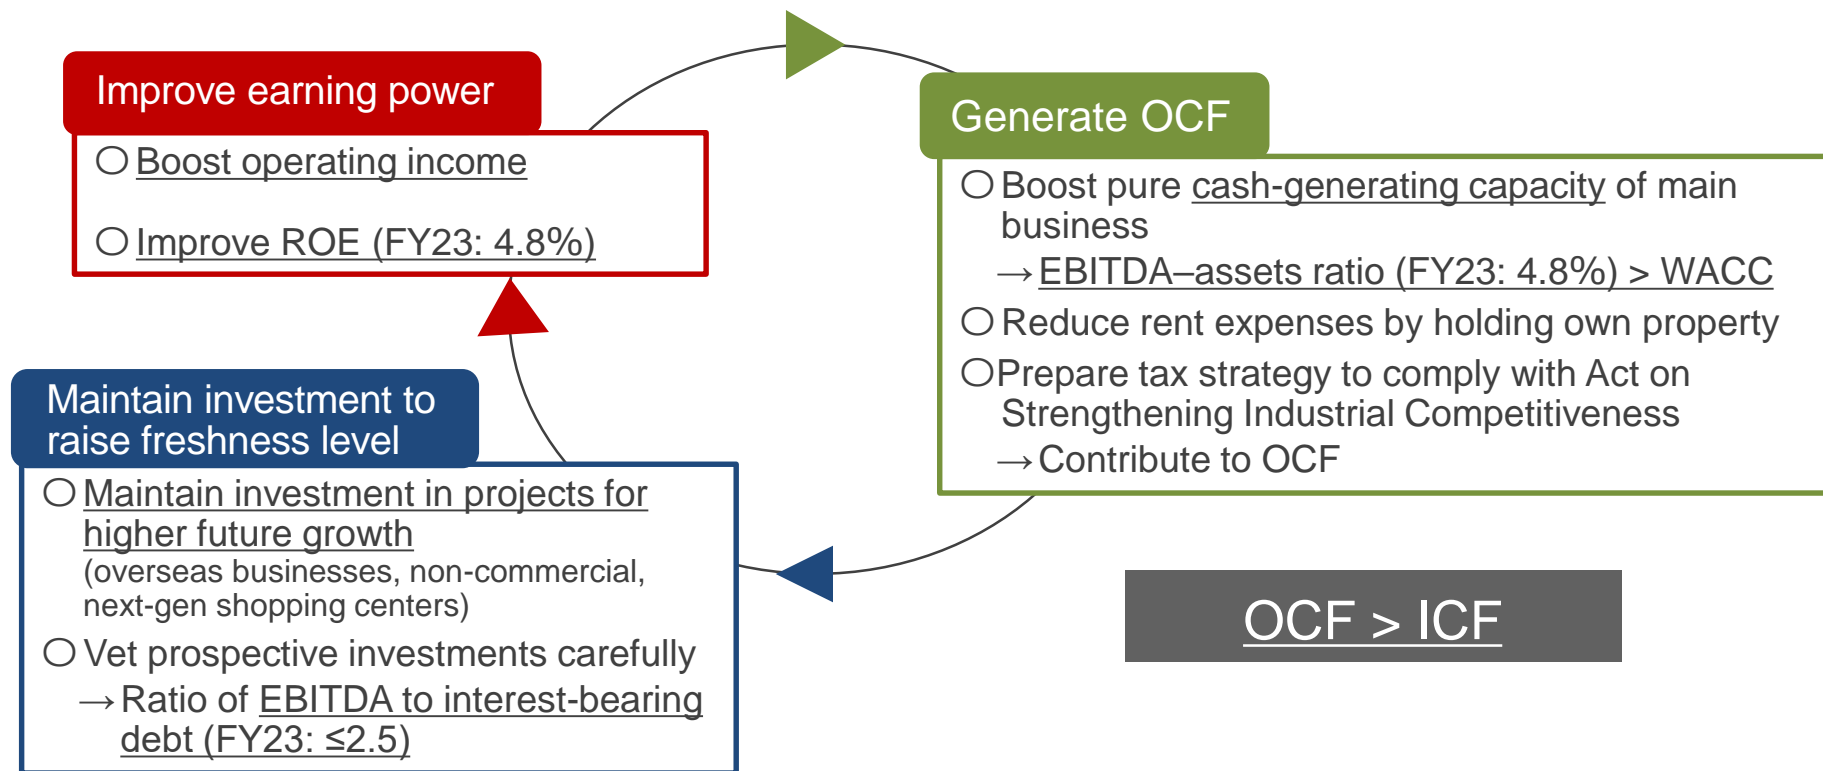 Improve earning power
○ Boost operating income
○ Improve ROE (FY23: 4.8%)
Generate OCF
○ Boost pure cash-generating capacity of main
business
→ EBITDA–assets ratio (FY23: 4.8%) > WACC
○ Reduce rent expenses by holding own property
○Prepare tax strategy to comply with Act on
Strengthening Industrial Competitiveness
→ Contribute to OCF
Maintain investment to
raise freshness level
○ Maintain investment in projects for
higher future growth
(overseas businesses, non-commercial,
next-gen shopping centers)
○ Vet prospective investments carefully
→ Ratio of EBITDA to interest-bearing
debt (FY23: ≤2.5)
OCF > ICF